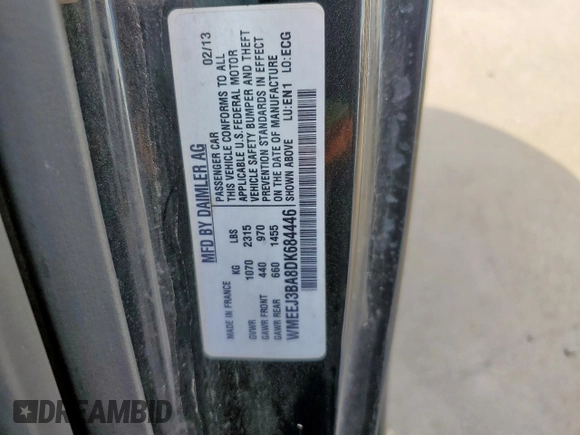 MFD BY DAIMLER AG 02/13
PASSENGER CAR
THIS VEHICLE CONFORMS TO ALL
APPLICABLE U.S FEDERAL MOTOR
VEHICLE SAFETY BUMPER AND THEFT
PREVENTION STANDARDS IN EFFECT
ON THE DATE OF MANUFACTURE
SHOWN ABOVE LU:EN1 LO:ECG
MADE IN FRANCE KG LBS
GVWR 1070 2315
GAWR FRONT 440 970
GAWR REAR 660 1455
WMEEJ3BA8DK684446
DREAMBID